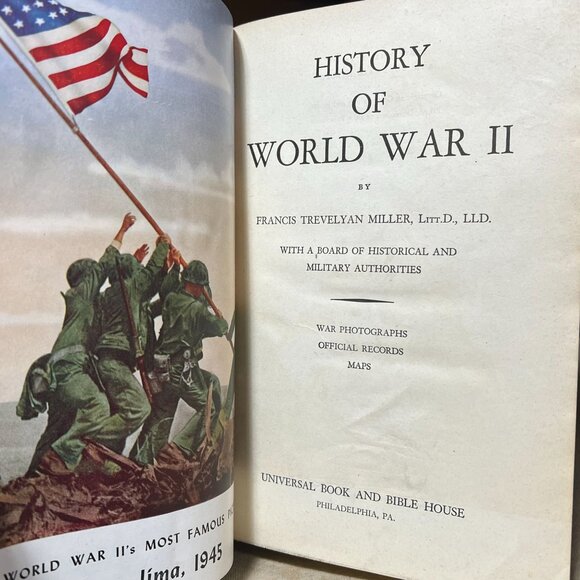 WORLD WAR II's MOST FAMOUS
Jima, 1945
HISTORY
OF
WORLD WAR II
BY
FRANCIS TREVELYAN MILLER, LITT.D., LLD.
WITH A BOARD OF HISTORICAL AND
MILITARY AUTHORITIES
WAR PHOTOGRAPHS
OFFICIAL RECORDS
MAPS
UNIVERSAL BOOK AND BIBLE HOUSE
PHILADELPHIA, PA.